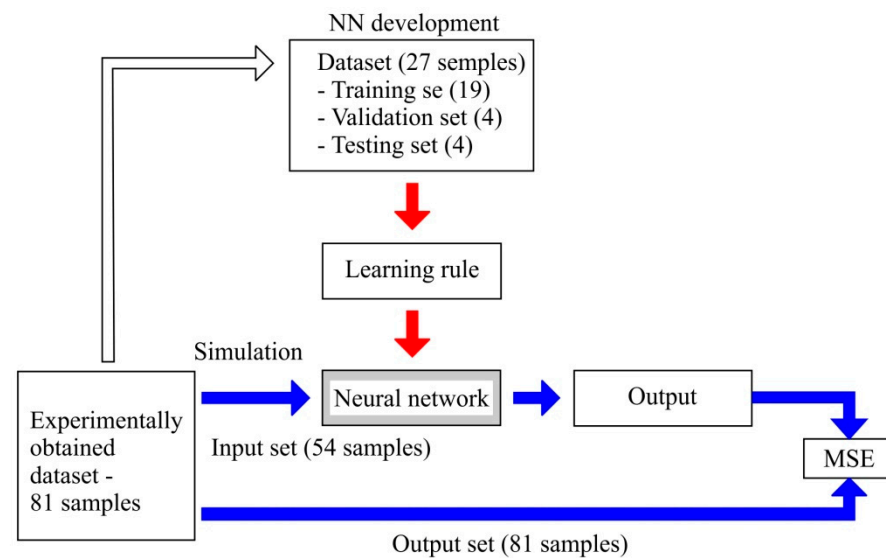 NN development
Dataset (27 semples)
- Training se (19)
- Validation set (4)
- Testing set (4)
Learning rule
Simulation
Neural network
Output
Experimentally
obtained
dataset -
81 samples
Input set (54 samples)
MSE
Output set (81 samples)